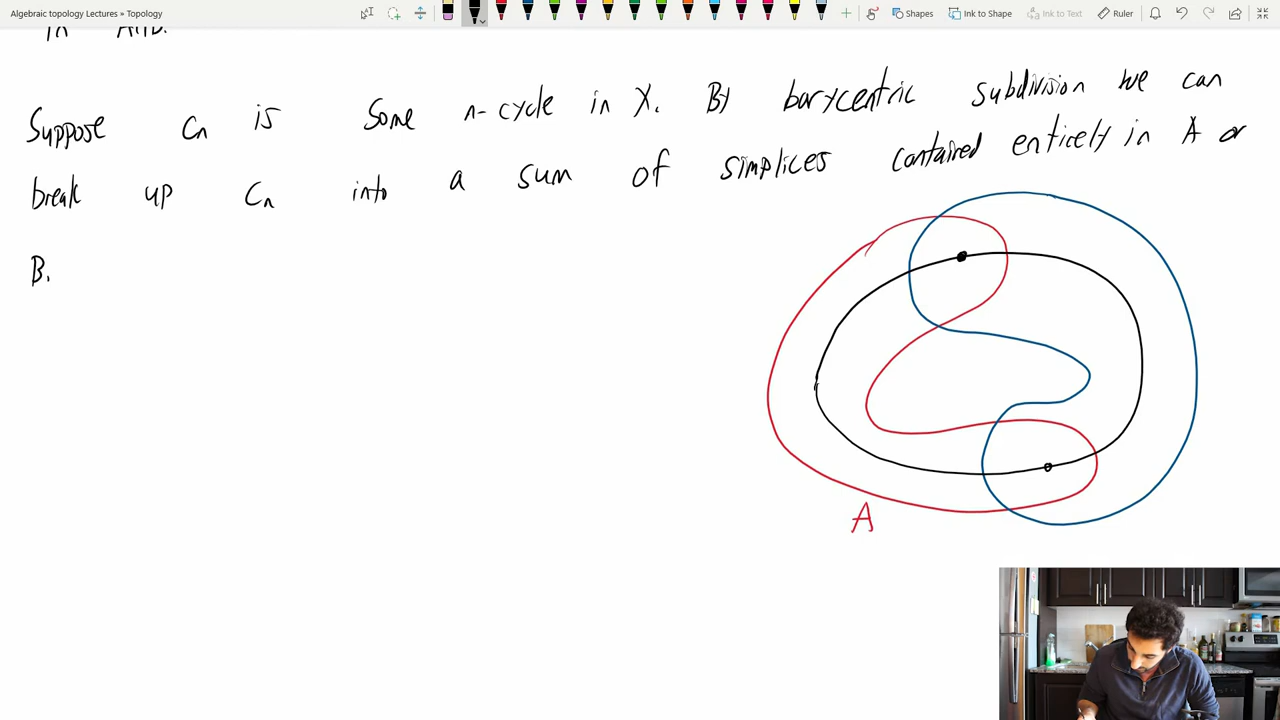 Algebraic topology Lectures » Topology
Shapes
Ink to Shape
Ink to Text
Ruler
Suppose Cn is Some n-cycle in X. By barycentric subdivision we can
break up Cn into a sum of simplices contained entirely in A or
B.
A